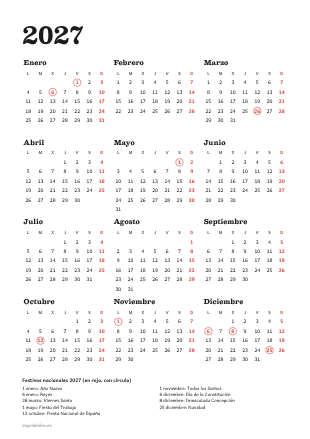 2027
Enero
L M X J V S D
1 2 3
4 5 6 7 8 9 10
11 12 13 14 15 16 17
18 19 20 21 22 23 24
25 26 27 28 29 30 31
Febrero
L M X J V S D
1 2 3 4 5 6 7
8 9 10 11 12 13 14
15 16 17 18 19 20 21
22 23 24 25 26 27 28
Marzo
L M X J V S D
1 2 3 4 5 6 7
8 9 10 11 12 13 14
15 16 17 18 19 20 21
22 23 24 25 26 27 28
29 30 31
Abril
L M X J V S D
1 2 3 4
5 6 7 8 9 10 11
12 13 14 15 16 17 18
19 20 21 22 23 24 25
26 27 28 29 30
Mayo
L M X J V S D
1 2
3 4 5 6 7 8 9
10 11 12 13 14 15 16
17 18 19 20 21 22 23
24 25 26 27 28 29 30
31
Junio
L M X J V S D
1 2 3 4 5 6
7 8 9 10 11 12 13
14 15 16 17 18 19 20
21 22 23 24 25 26 27
28 29 30
Julio
L M X J V S D
1 2 3 4
5 6 7 8 9 10 11
12 13 14 15 16 17 18
19 20 21 22 23 24 25
26 27 28 29 30 31
Agosto
L M X J V S D
1
2 3 4 5 6 7 8
9 10 11 12 13 14 15
16 17 18 19 20 21 22
23 24 25 26 27 28 29
30 31
Septiembre
L M X J V S D
1 2 3 4 5
6 7 8 9 10 11 12
13 14 15 16 17 18 19
20 21 22 23 24 25 26
27 28 29 30
Octubre
L M X J V S D
1 2 3
4 5 6 7 8 9 10
11 12 13 14 15 16 17
18 19 20 21 22 23 24
25 26 27 28 29 30 31
Noviembre
L M X J V S D
1 2 3 4 5 6 7
8 9 10 11 12 13 14
15 16 17 18 19 20 21
22 23 24 25 26 27 28
29 30
Diciembre
L M X J V S D
1 2 3 4 5
6 7 8 9 10 11 12
13 14 15 16 17 18 19
20 21 22 23 24 25 26
27 28 29 30 31
Festivos nacionales 2027 (en rojo, con círculo)
1 enero: Año Nuevo
6 enero: Reyes
26 marzo: Viernes Santo
1 mayo: Fiesta del Trabajo
12 octubre: Fiesta Nacional de España
1 noviembre: Todos los Santos
6 diciembre: Día de la Constitución
8 diciembre: Inmaculada Concepción
25 diciembre: Navidad